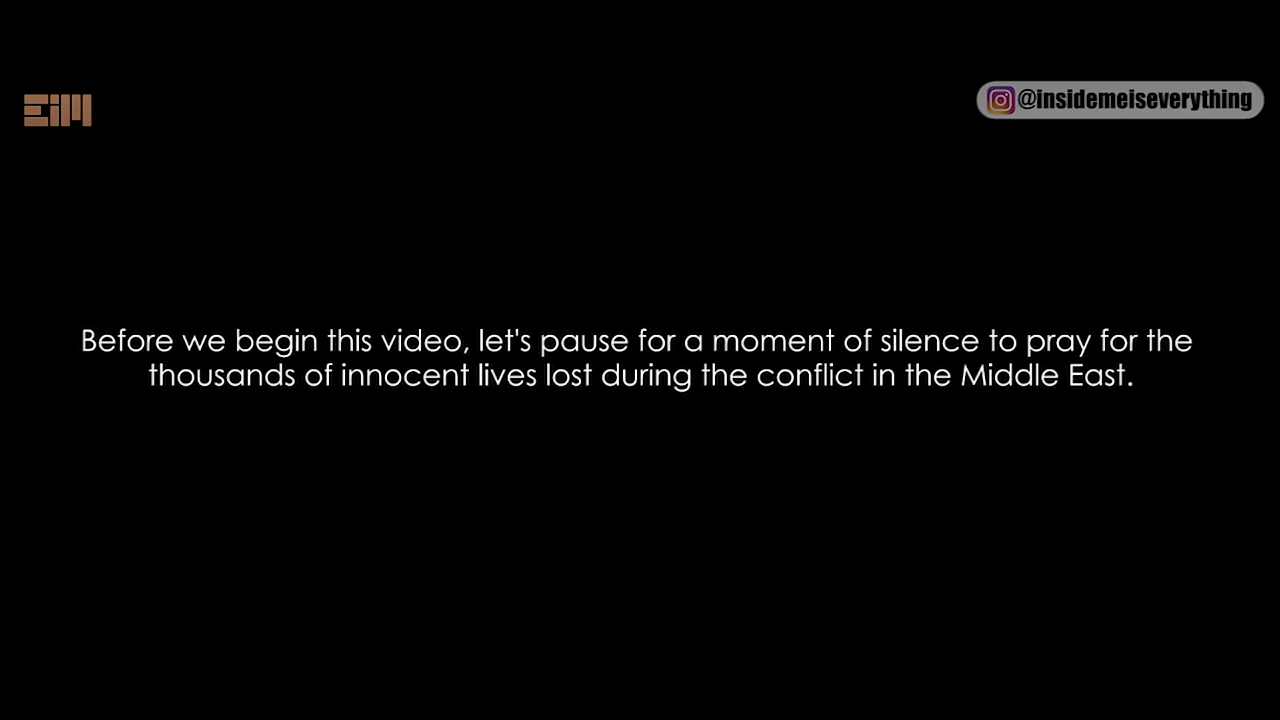 EiM
@insidemeiseverything
Before we begin this video, let's pause for a moment of silence to pray for the
thousands of innocent lives lost during the conflict in the Middle East.